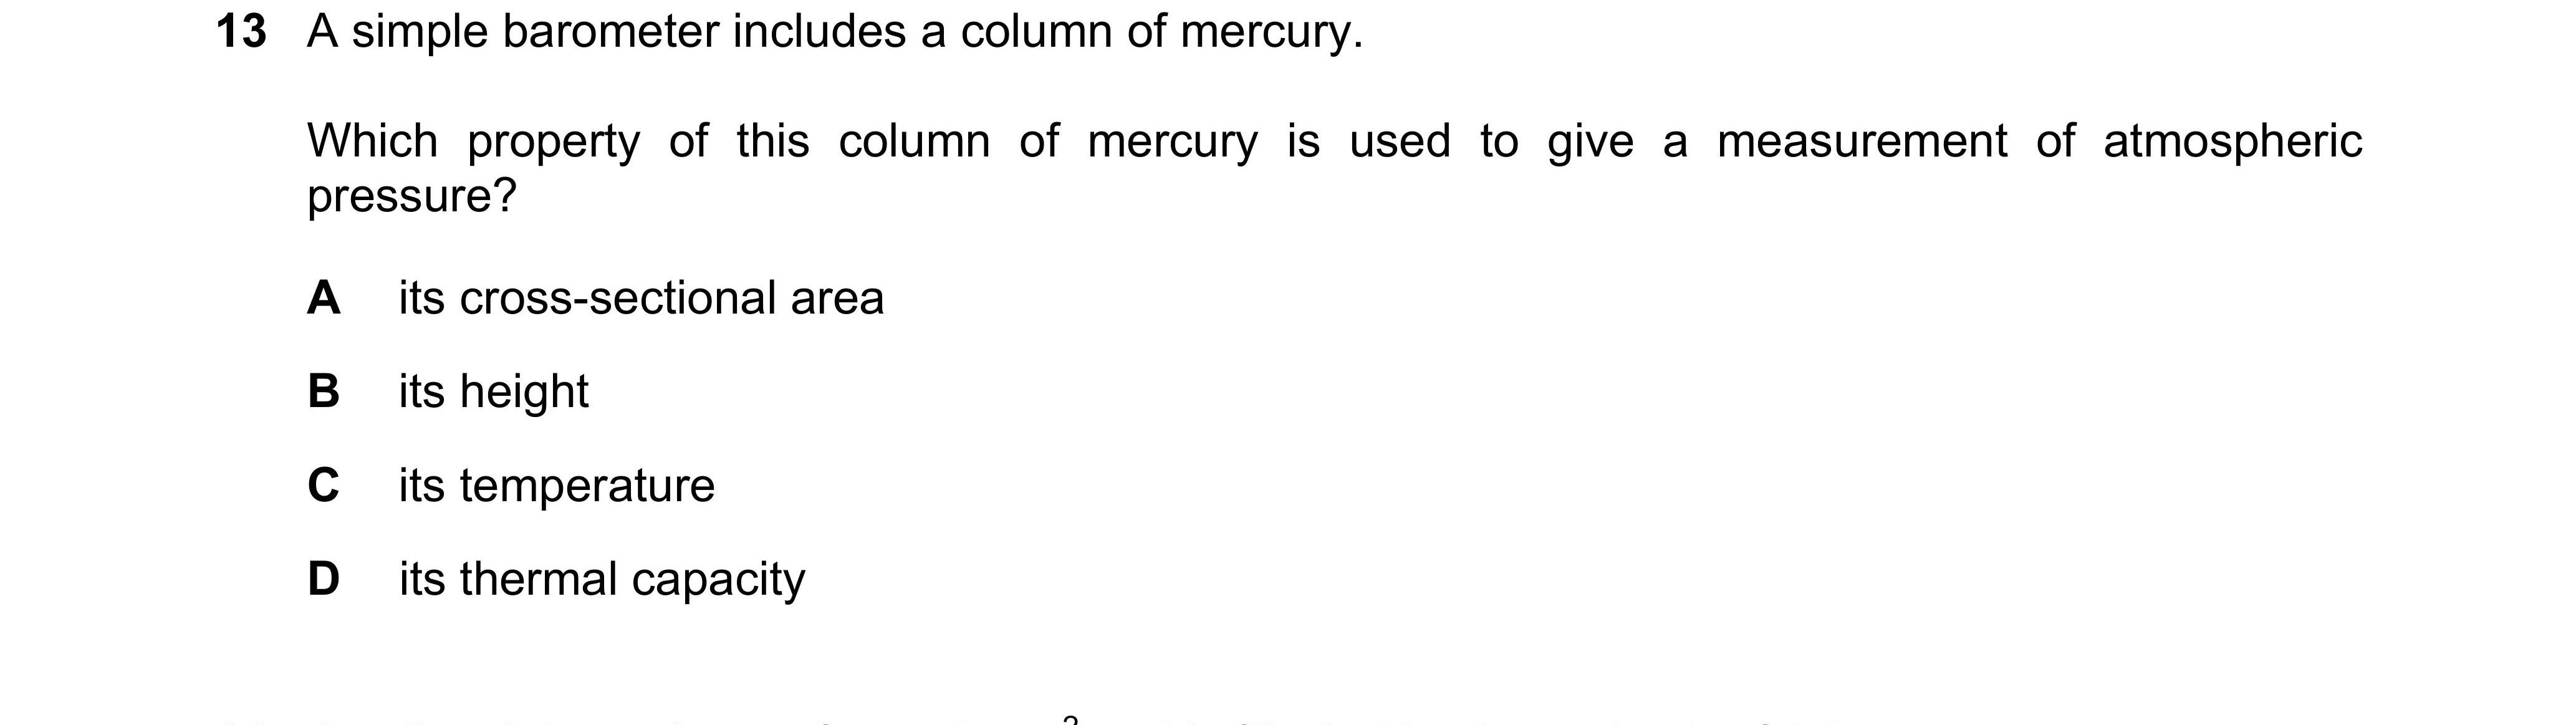 13 A simple barometer includes a column of mercury.
Which property of this column of mercury is used to give a measurement of atmospheric
pressure?
A its cross-sectional area
B its height
C its temperature
D its thermal capacity